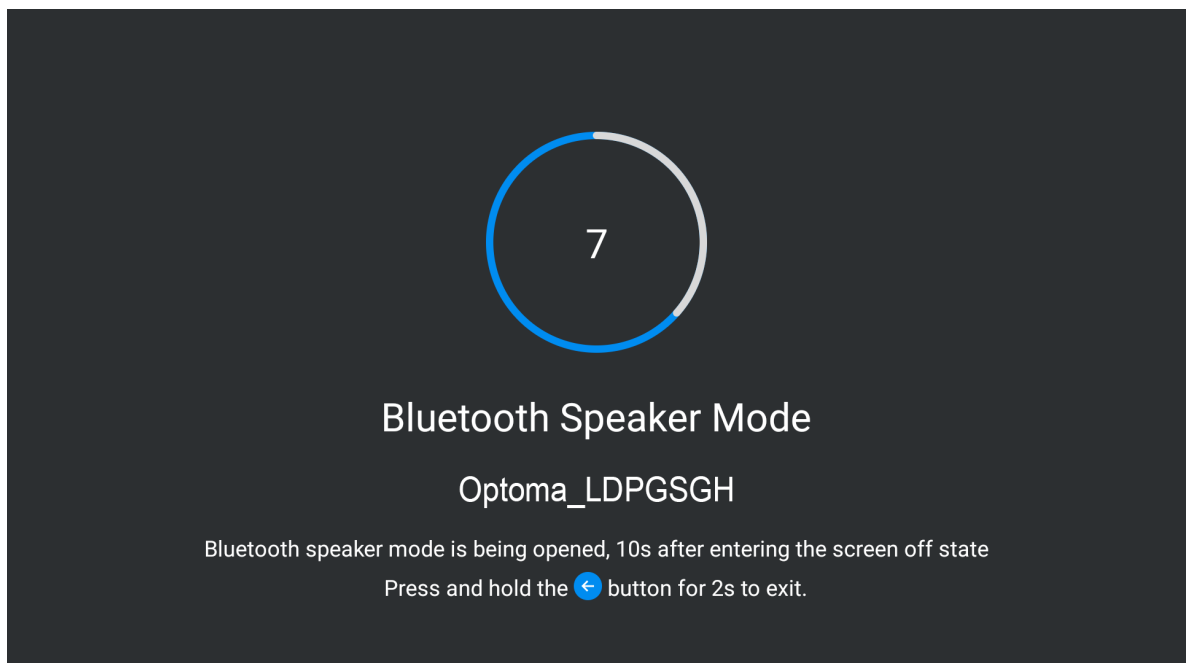 7
Bluetooth Speaker Mode
Optoma_LDPGSGH
Bluetooth speaker mode is being opened, 10s after entering the screen off state
Press and hold the button for 2s to exit.